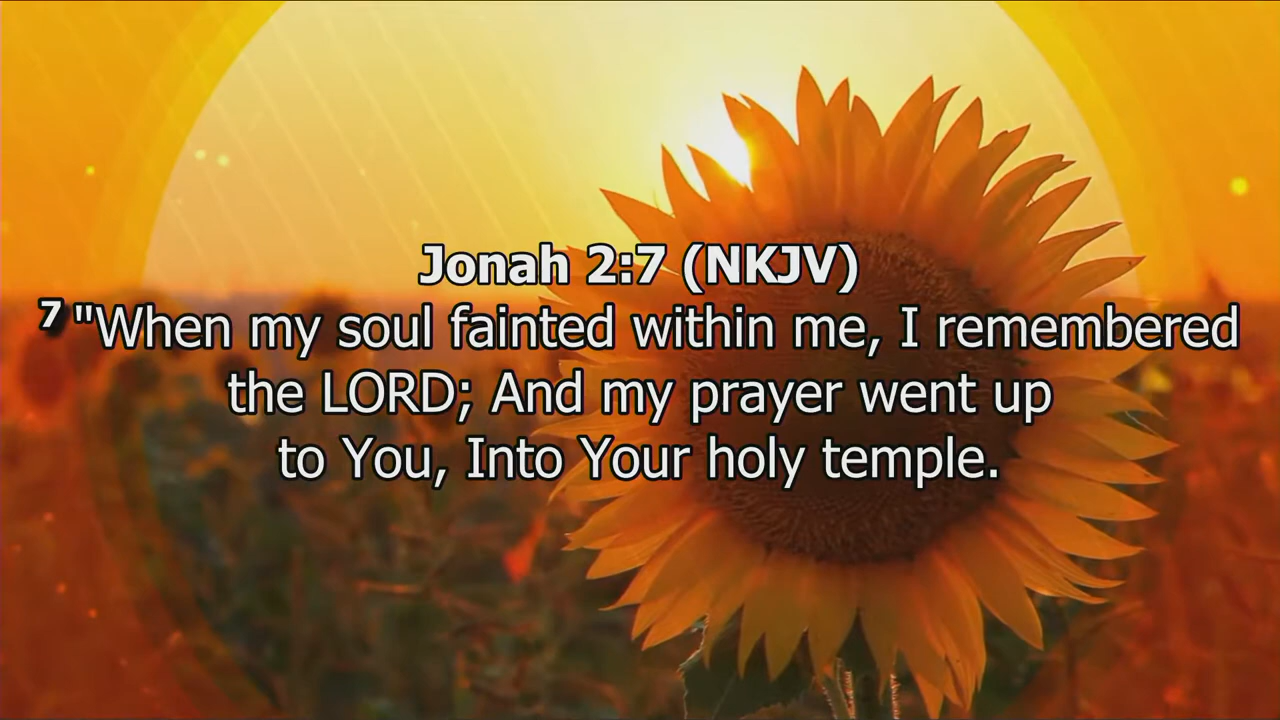 Jonah 2:7 (NKJV)
7 "When my soul fainted within me, I remembered
the LORD; And my prayer went up
to You, Into Your holy temple.